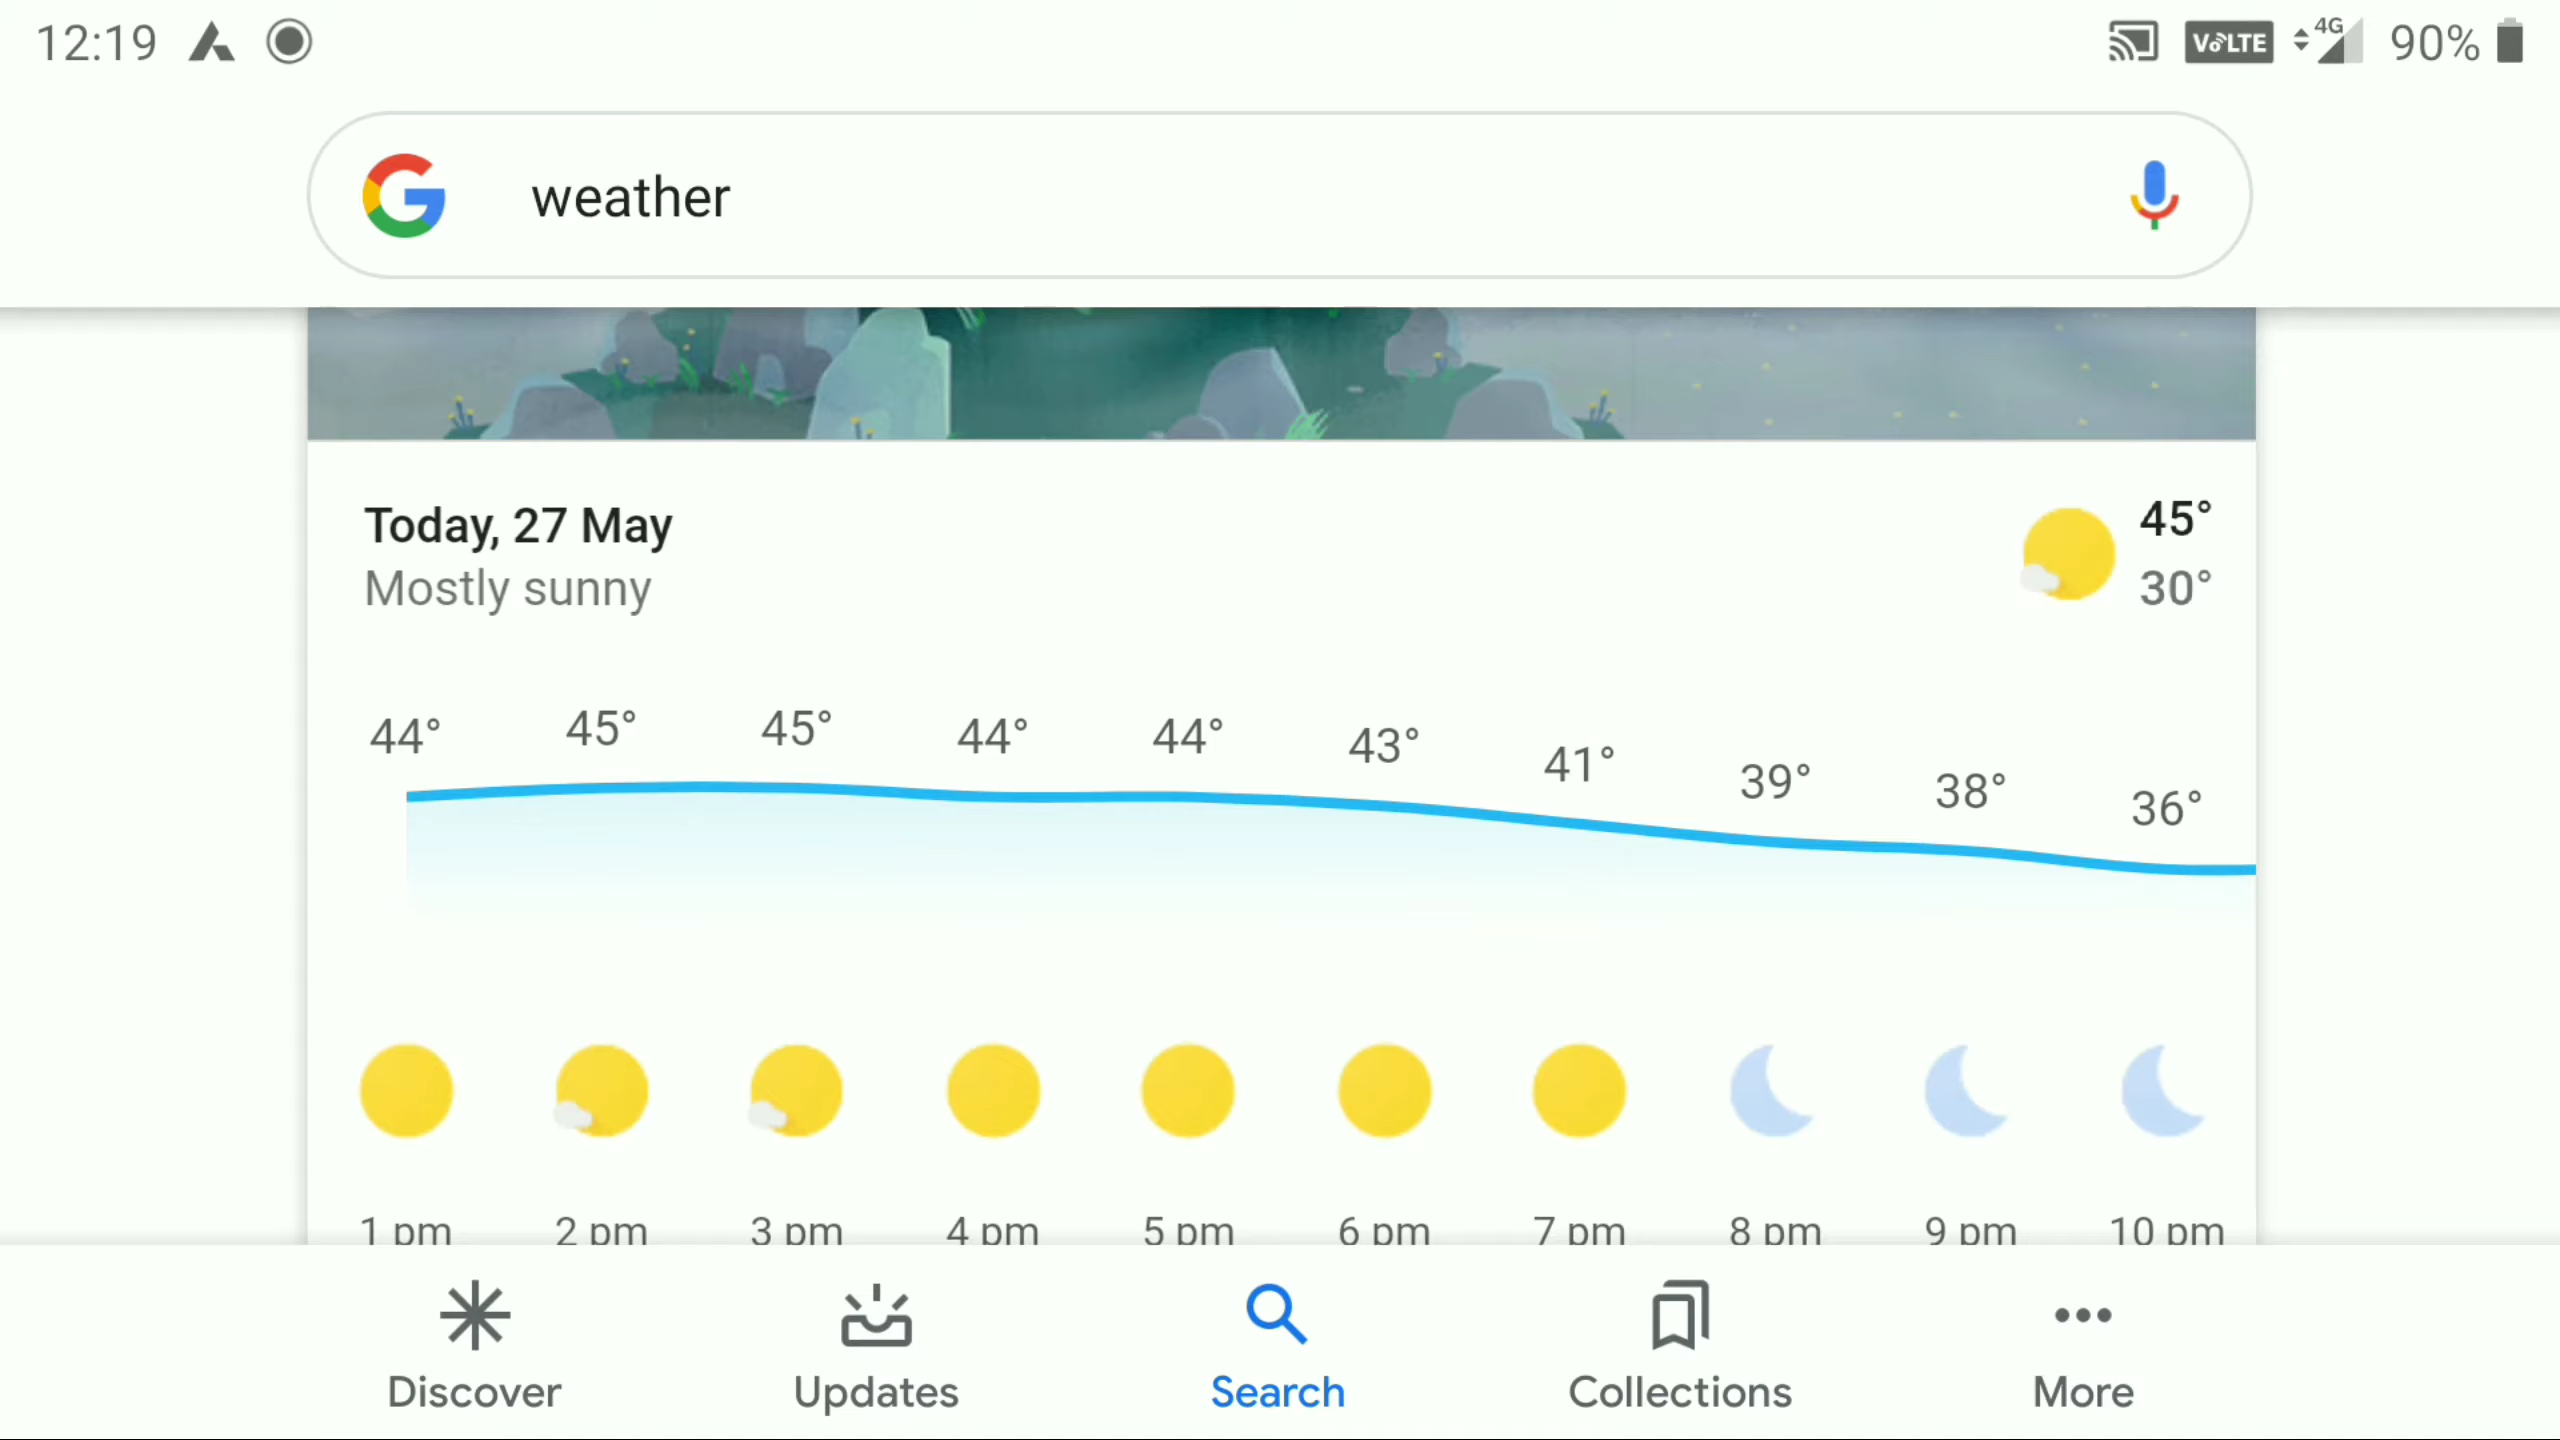 12:19 VoLTE 4G 90%
weather
Today, 27 May 45°
Mostly sunny 30°
44° 45° 45° 44° 44° 43° 41° 39° 38° 36°
1 pm 2 pm 3 pm 4 pm 5 pm 6 pm 7 pm 8 pm 9 pm 10 pm
Discover Updates Search Collections More